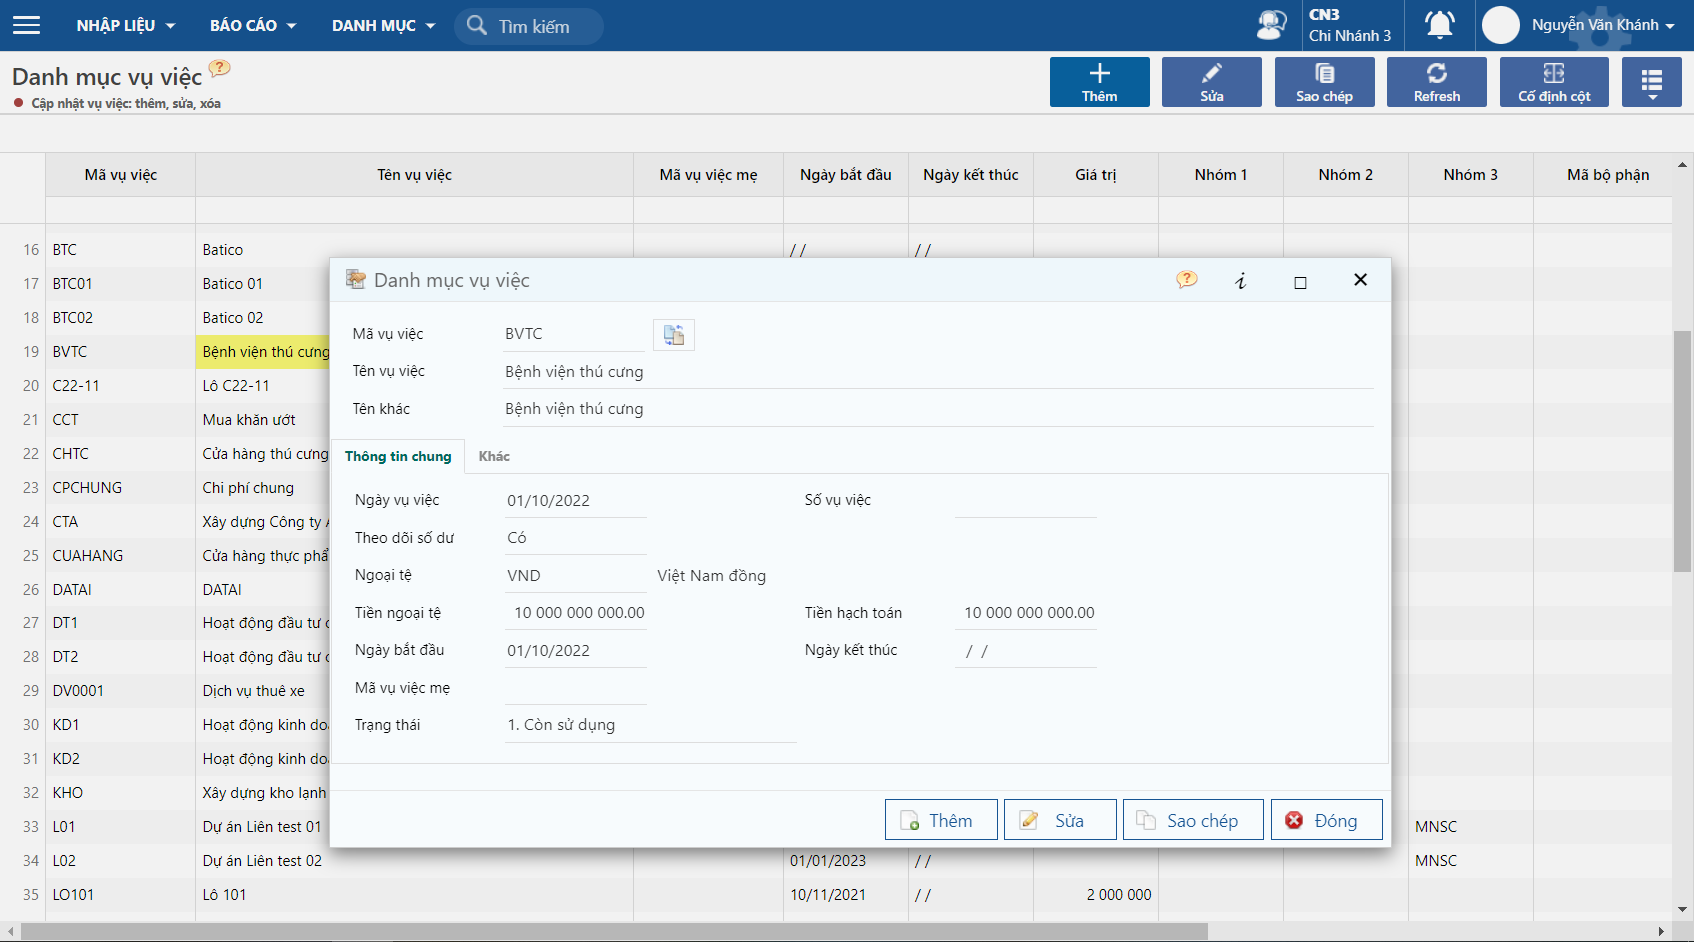 NHẬP LIỆU BÁO CÁO DANH MỤC Tìm kiếm CN3
Chi Nhánh 3 Nguyễn Văn Khánh
Danh mục vụ việc ?
Cập nhật vụ việc: thêm, sửa, xóa
Thêm Sửa Sao chép Refresh Cố định cột
Mã vụ việc Tên vụ việc Mã vụ việc mẹ Ngày bắt đầu Ngày kết thúc Giá trị Nhóm 1 Nhóm 2 Nhóm 3 Mã bộ phận
16 BTC Batico / / / /
17 BTC01 Batico 01
18 BTC02 Batico 02
19 BVTC Bệnh viện thú cưng
20 C22-11 Lô C22-11
21 CCT Mua khăn ướt
22 CHTC Cửa hàng thú cưng
23 CPCHUNG Chi phí chung
24 CTA Xây dựng Công ty
25 CUAHANG Cửa hàng thực phẩ
26 DATAI DATAI
27 DT1 Hoạt động đầu tư
28 DT2 Hoạt động đầu tư
29 DV0001 Dịch vụ thuê xe
30 KD1 Hoạt động kinh do
31 KD2 Hoạt động kinh do
32 KHO Xây dựng kho lạnh
33 L01 Dự án Liên test 01 MNSC
34 L02 Dự án Liên test 02 01/01/2023 / / MNSC
35 LO101 Lô 101 10/11/2021 / / 2 000 000
Danh mục vụ việc ? i
Mã vụ việc BVTC
Tên vụ việc Bệnh viện thú cưng
Tên khác Bệnh viện thú cưng
Thông tin chung Khác
Ngày vụ việc 01/10/2022 Số vụ việc
Theo dõi số dư Có
Ngoại tệ VND Việt Nam đồng
Tiền ngoại tệ 10 000 000 000.00 Tiền hạch toán 10 000 000 000.00
Ngày bắt đầu 01/10/2022 Ngày kết thúc / /
Mã vụ việc mẹ
Trạng thái 1. Còn sử dụng
Thêm Sửa Sao chép Đóng